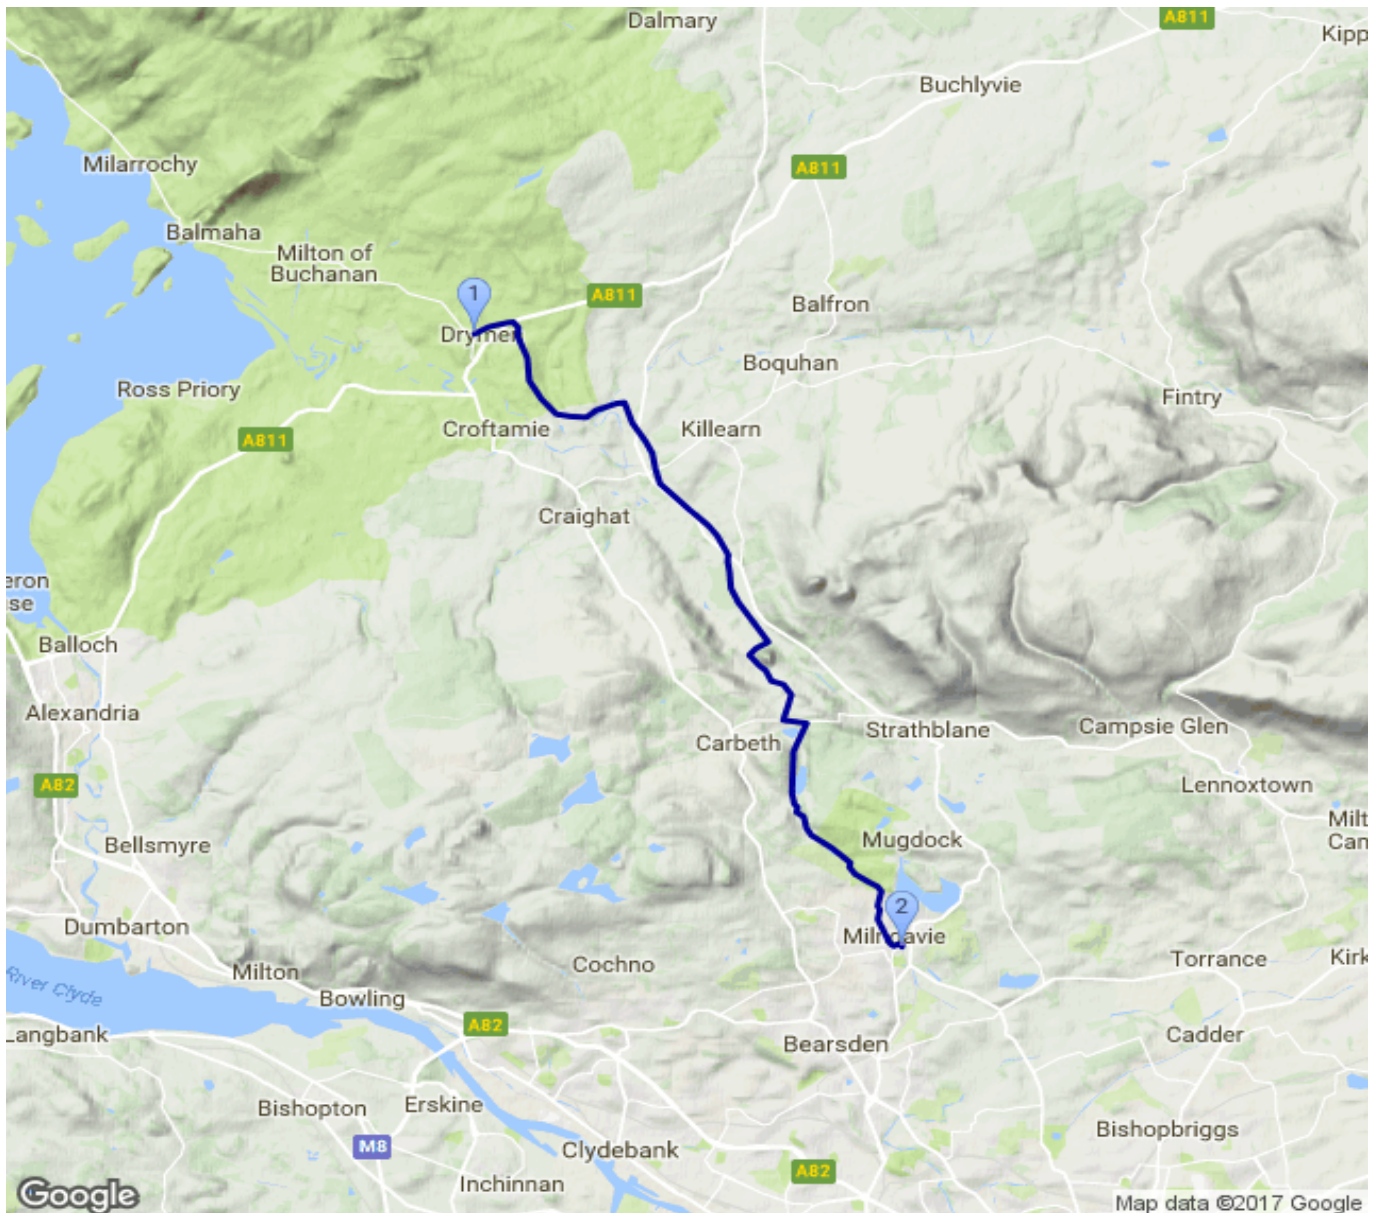 Dalmary
A811
Kipp
Buchlyvie
Milarrochy
A811
Balmaha
Milton of
Buchanan
1
A811
Balfron
Boquhan
Ross Priory
Fintry
A811
Croftamie
Killearn
Craighat
eron
se
Balloch
Alexandria
Strathblane
Campsie Glen
Carbeth
A82
Lennoxtown
Milt
Can
Mugdock
Bellsmyre
2
Dumbarton
Milton
Cochno
Torrance
Kirk
River Clyde
Bowling
A82
Langbank
Bearsden
Cadder
Bishopton
Erskine
Bishopbriggs
M8
Clydebank
A82
Inchinnan
Google
Map data ©2017 Google